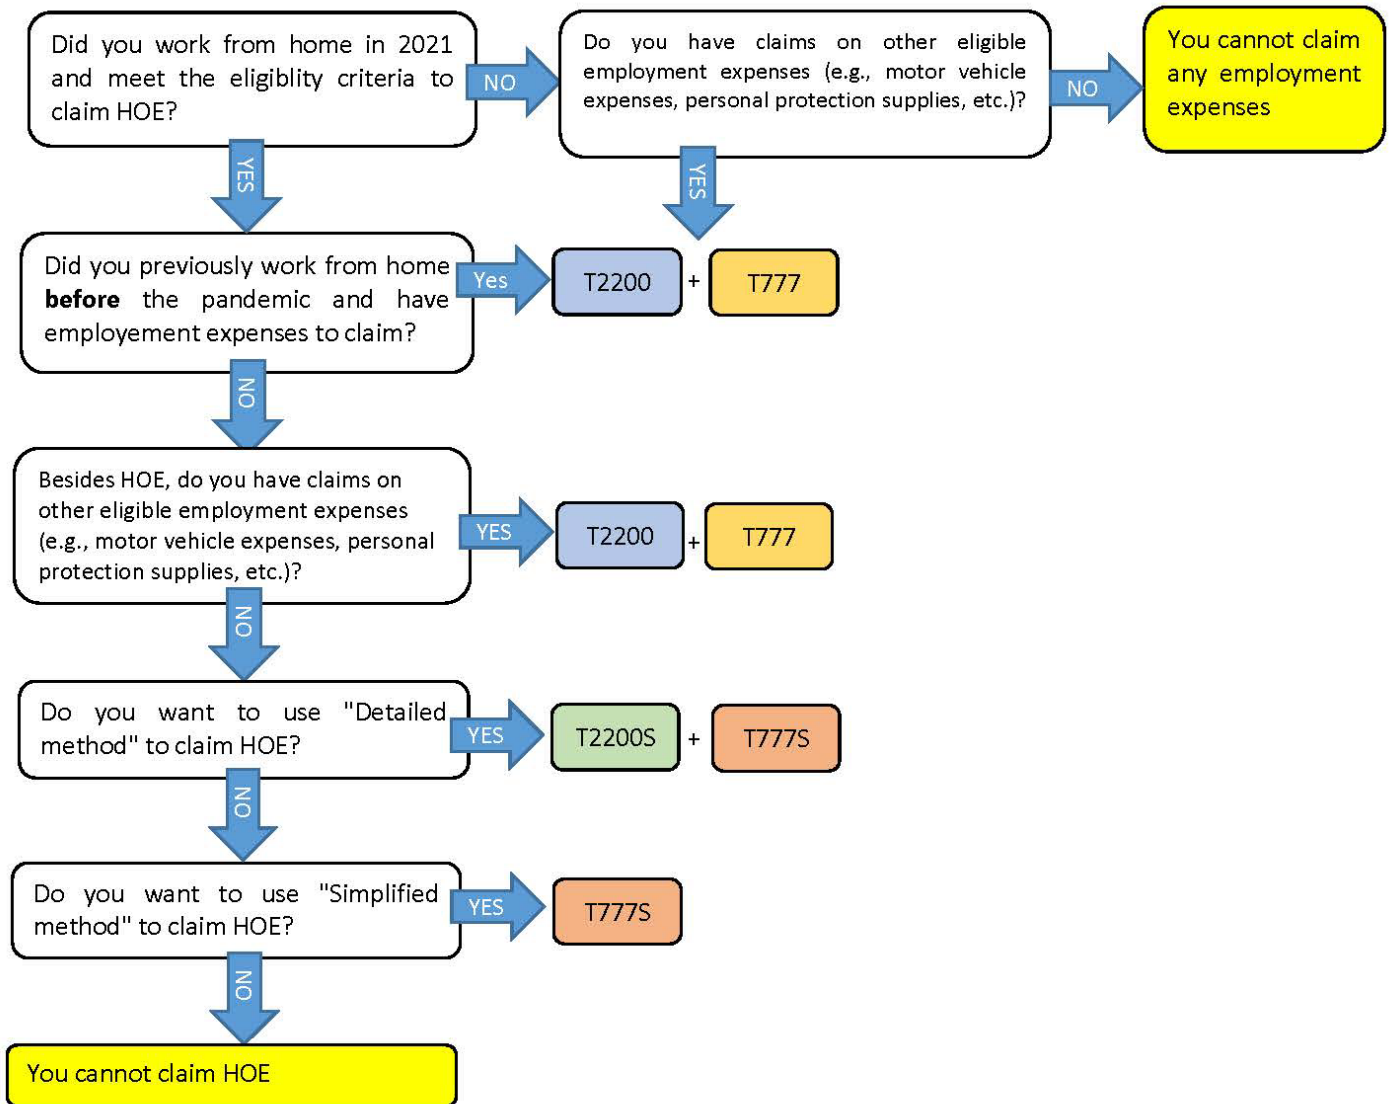 Did you work from home in 2021
and meet the eligiblity criteria to
claim HOE?
NO
Do you have claims on other eligible
employment expenses (e.g., motor vehicle
expenses, personal protection supplies, etc.)?
NO
You cannot claim
any employment
expenses
YES
YES
Did you previously work from home
before the pandemic and have
employement expenses to claim?
Yes
T2200 + T777
NO
Besides HOE, do you have claims on
other eligible employment expenses
(e.g., motor vehicle expenses, personal
protection supplies, etc.)?
YES
T2200 + T777
NO
Do you want to use "Detailed
method" to claim HOE?
YES
T2200S + T777S
NO
Do you want to use "Simplified
method" to claim HOE?
YES
T777S
NO
You cannot claim HOE